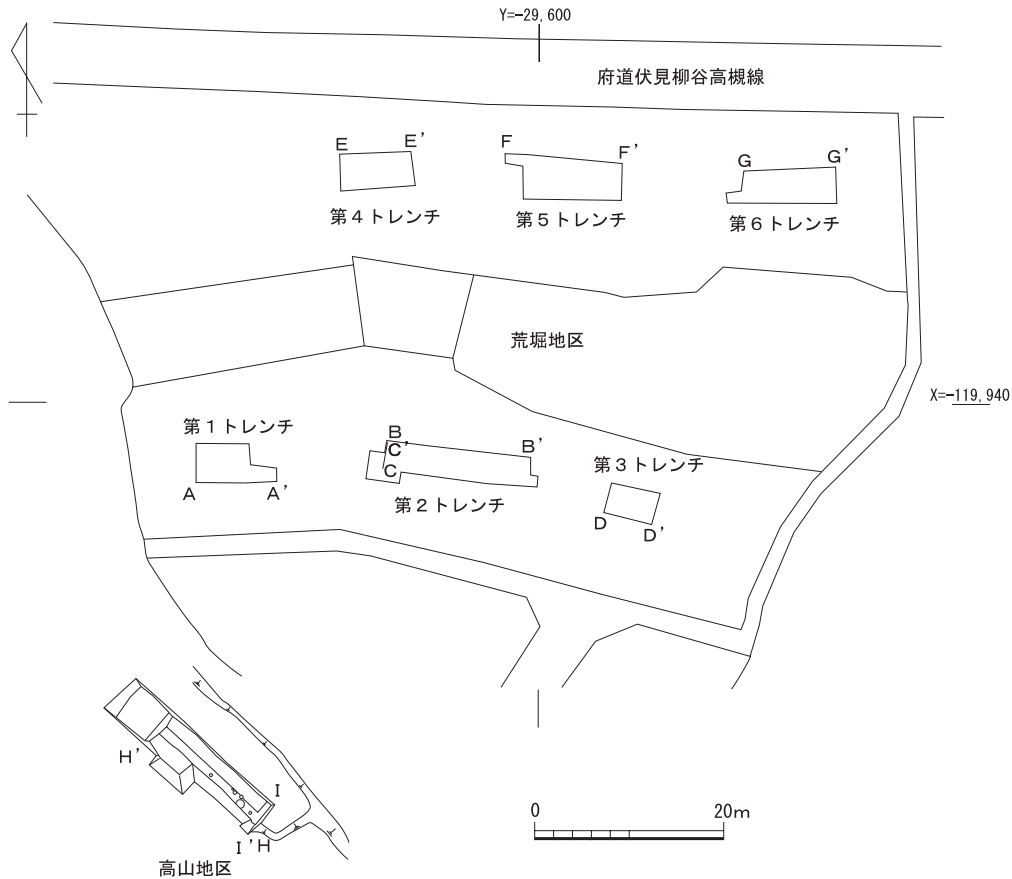 Y=-29,600
府道伏見柳谷高槻線
E E’ F F’ G G’
第４トレンチ 第５トレンチ 第６トレンチ
荒堀地区
X=-119,940
第１トレンチ
B B’
C’
C
第３トレンチ
A A’
第２トレンチ
D D’
H’
I
I’ H
高山地区
0 20m